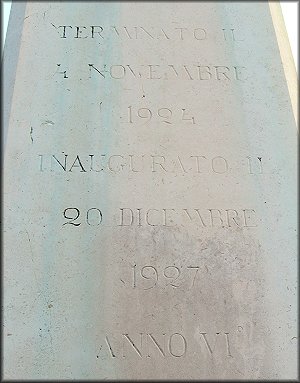 TERMINATO IL
4 NOVEMBRE
1924
INAUGURATO IL
20 DICEMBRE
1927
ANNO VI°